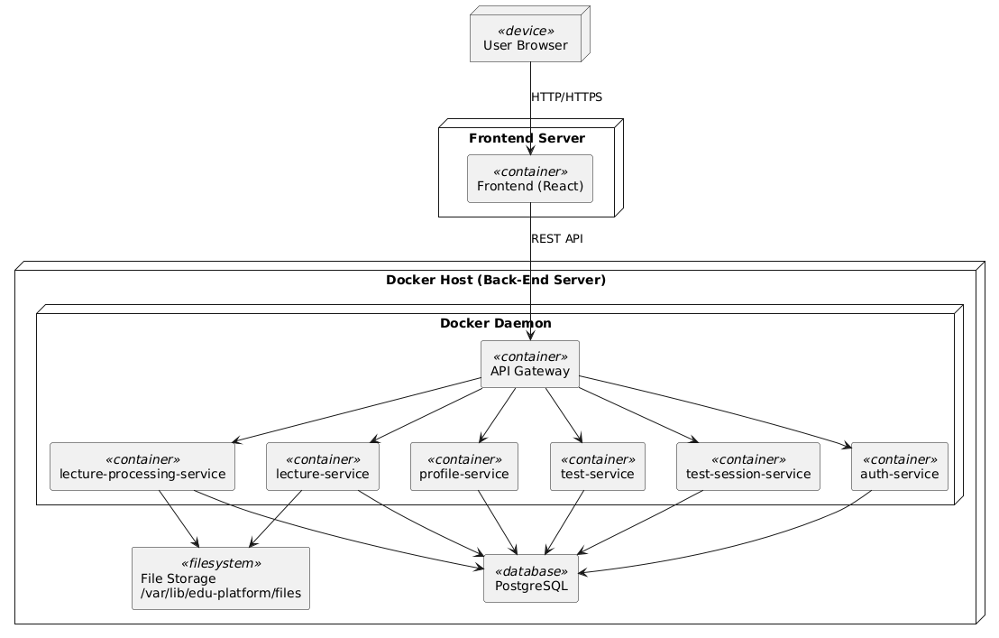 «device»
User Browser
HTTP/HTTPS
Frontend Server
«container»
Frontend (React)
REST API
Docker Host (Back-End Server)
Docker Daemon
«container»
API Gateway
«container»
lecture-processing-service
«container»
lecture-service
«container»
profile-service
«container»
test-service
«container»
test-session-service
«container»
auth-service
«filesystem»
File Storage
/var/lib/edu-platform/files
«database»
PostgreSQL